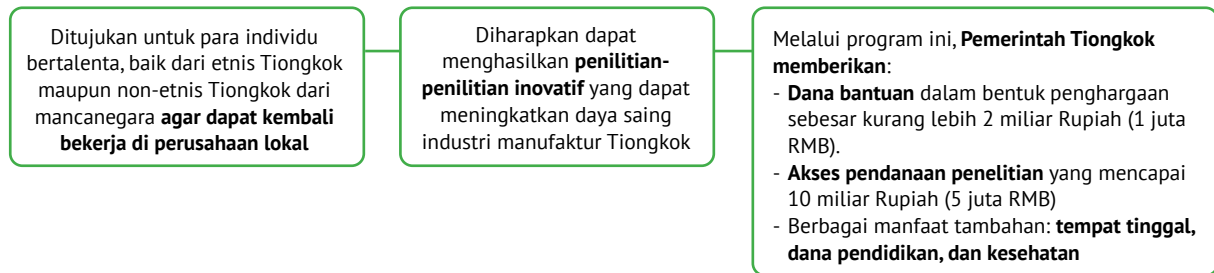 Ditujukan untuk para individu
bertalenta, baik dari etnis Tiongkok
maupun non-etnis Tiongkok dari
mancanegara agar dapat kembali
bekerja di perusahaan lokal
Diharapkan dapat
menghasilkan penilitian-
penilitian inovatif yang dapat
meningkatkan daya saing
industri manufaktur Tiongkok
Melalui program ini, Pemerintah Tiongkok
memberikan:
- Dana bantuan dalam bentuk penghargaan
sebesar kurang lebih 2 miliar Rupiah (1 juta
RMB).
- Akses pendanaan penelitian yang mencapai
10 miliar Rupiah (5 juta RMB)
- Berbagai manfaat tambahan: tempat tinggal,
dana pendidikan, dan kesehatan